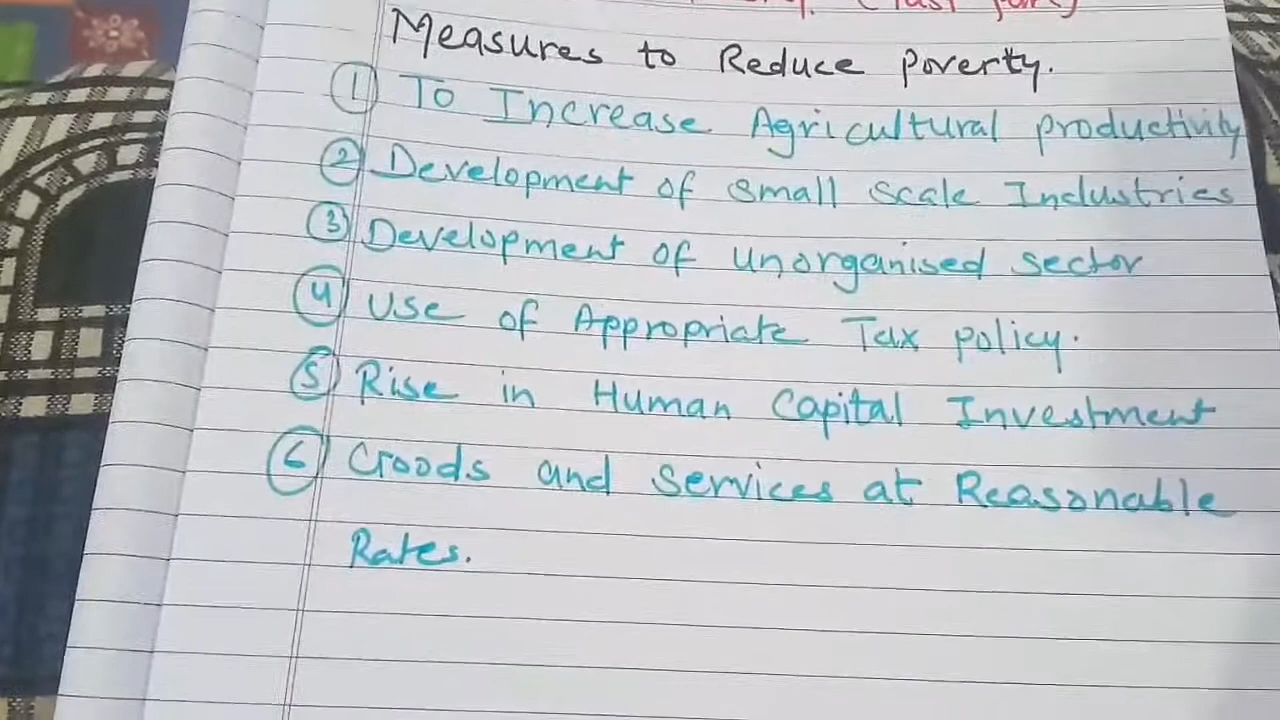 (last part)
Measures to Reduce Poverty.
① To Increase Agricultural productivity
② Development of Small Scale Industries
③ Development of unorganised sector
④ Use of Appropriate Tax policy.
⑤ Rise in Human Capital Investment
⑥ Goods and Services at Reasonable
Rates.